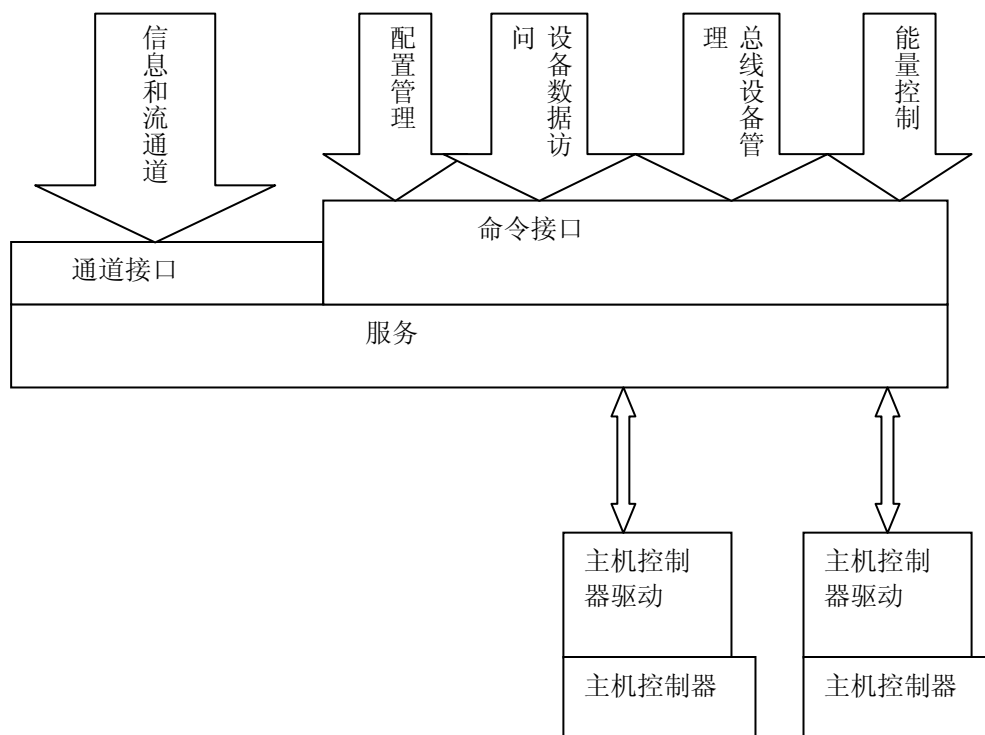 信息和流通道
配置管理
设备数据访
问
总线设备管
理
能量控制
命令接口
通道接口
服务
主机控制
器驱动
主机控制
器驱动
主机控制器
主机控制器